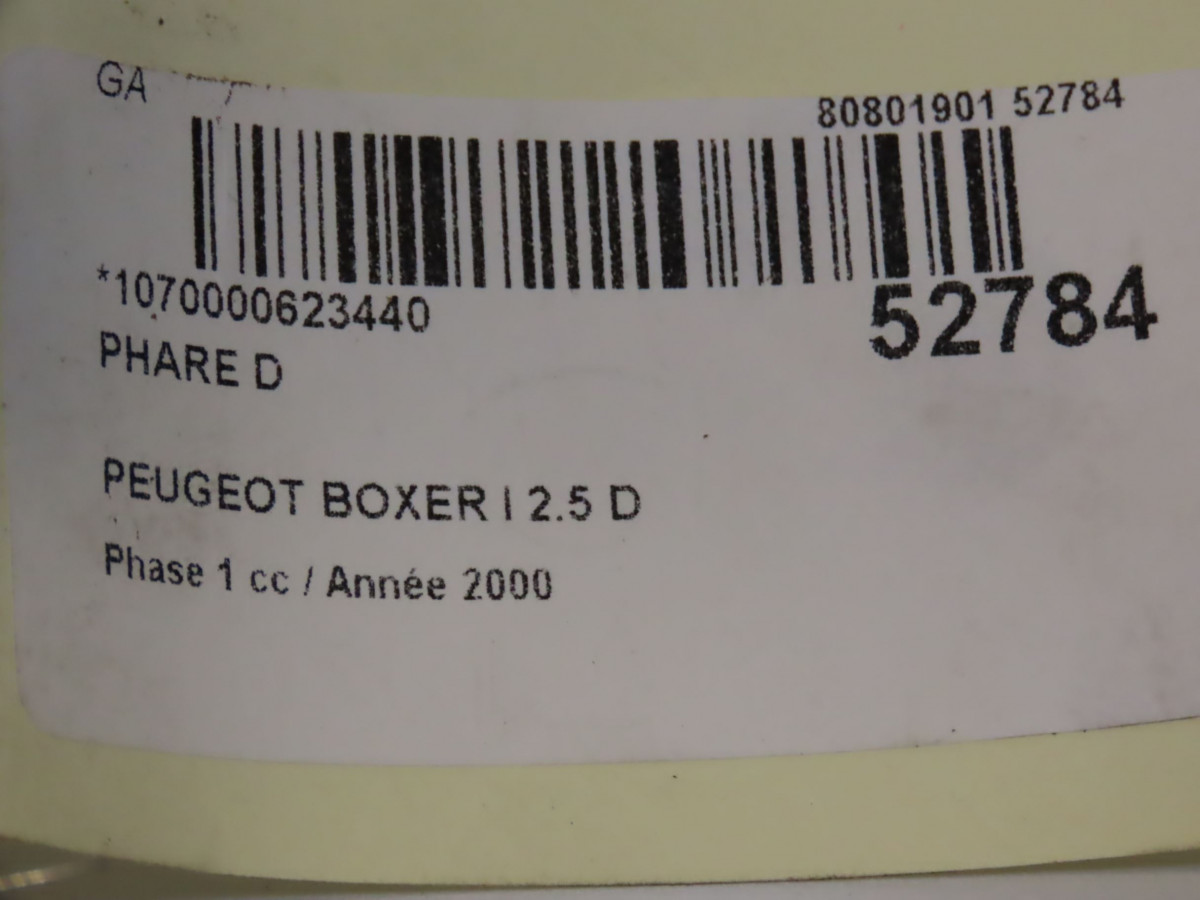 GA
80801901 52784
*1070000623440
52784
PHARE D
PEUGEOT BOXER I 2.5 D
Phase 1 cc / Année 2000